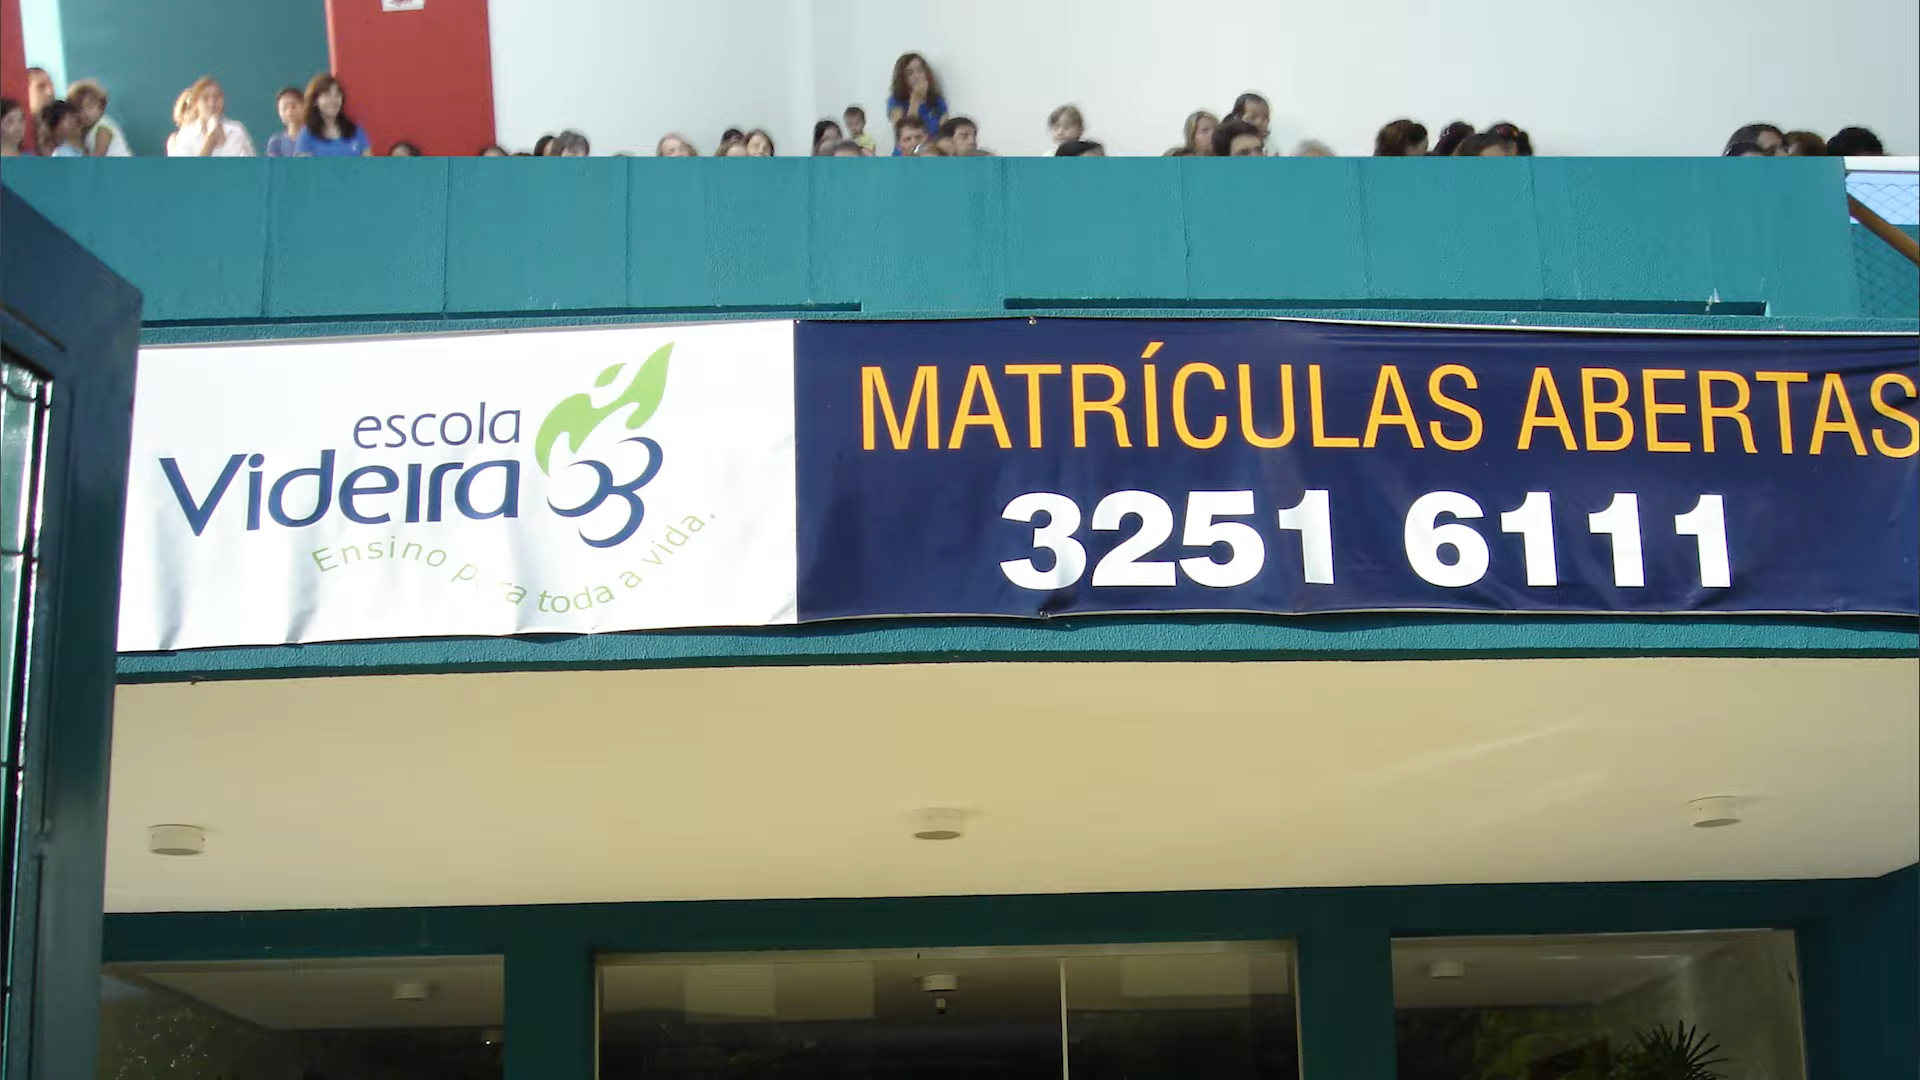 escola
Videira
Ensino para toda a vida.
MATRÍCULAS ABERTAS
3251 6111